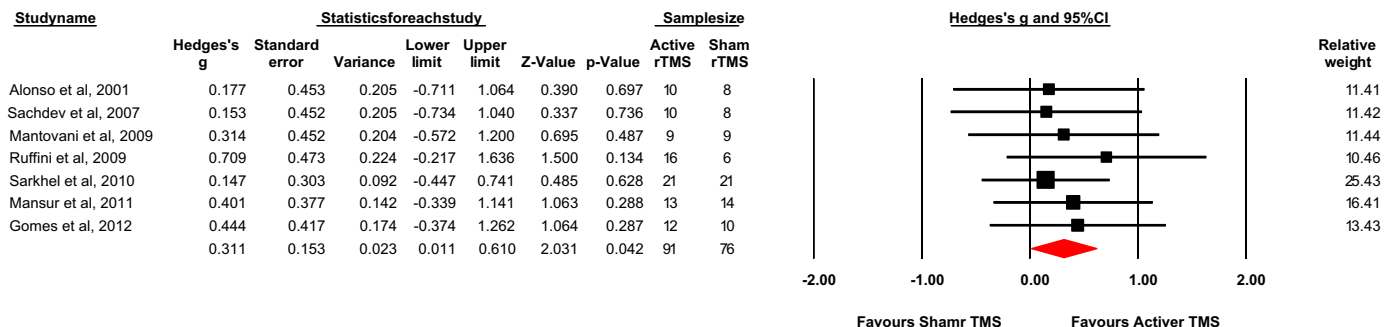 Studyname Statisticsforeachstudy Samplesize Hedges's g and 95%CI
Hedges's Standard Lower Upper Active Sham Relative
g error Variance limit limit Z-Value p-Value rTMS rTMS weight
Alonso et al, 2001 0.177 0.453 0.205 -0.711 1.064 0.390 0.697 10 8 11.41
Sachdev et al, 2007 0.153 0.452 0.205 -0.734 1.040 0.337 0.736 10 8 11.42
Mantovani et al, 2009 0.314 0.452 0.204 -0.572 1.200 0.695 0.487 9 9 11.44
Ruffini et al, 2009 0.709 0.473 0.224 -0.217 1.636 1.500 0.134 16 6 10.46
Sarkhel et al, 2010 0.147 0.303 0.092 -0.447 0.741 0.485 0.628 21 21 25.43
Mansur et al, 2011 0.401 0.377 0.142 -0.339 1.141 1.063 0.288 13 14 16.41
Gomes et al, 2012 0.444 0.417 0.174 -0.374 1.262 1.064 0.287 12 10 13.43
0.311 0.153 0.023 0.011 0.610 2.031 0.042 91 76
-2.00 -1.00 0.00 1.00 2.00
Favours Shamr TMS Favours Activer TMS